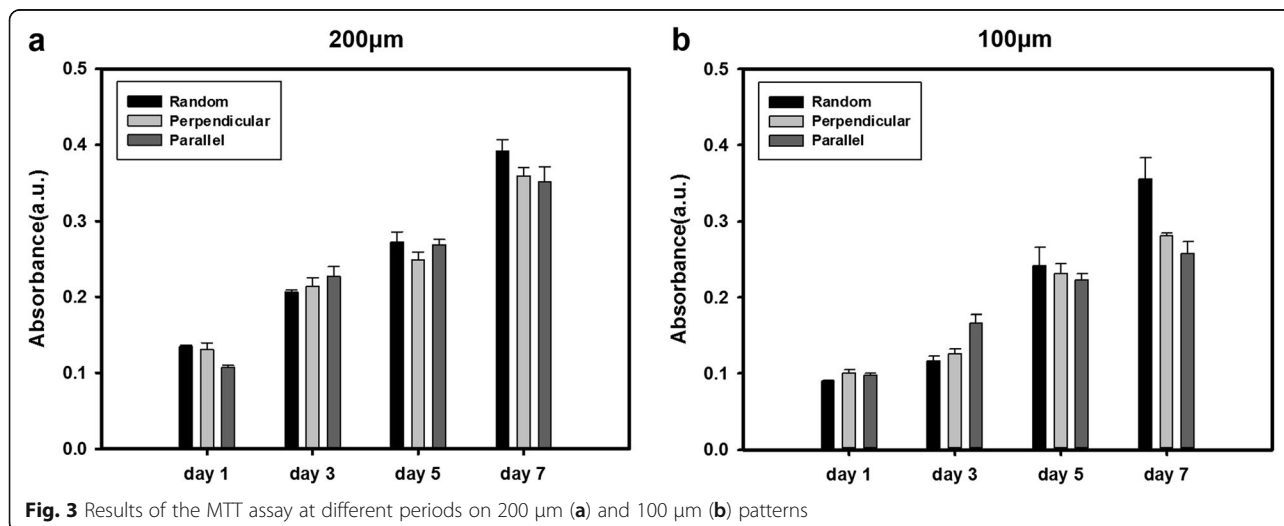 a
200µm
0.5
0.4
0.3
0.2
0.1
0.0
Absorbance(a.u.)
Random
Perpendicular
Parallel
day 1 day 3 day 5 day 7
b
100µm
0.5
0.4
0.3
0.2
0.1
0.0
Absorbance(a.u.)
Random
Perpendicular
Parallel
day 1 day 3 day 5 day 7
Fig. 3 Results of the MTT assay at different periods on 200 μm (a) and 100 μm (b) patterns